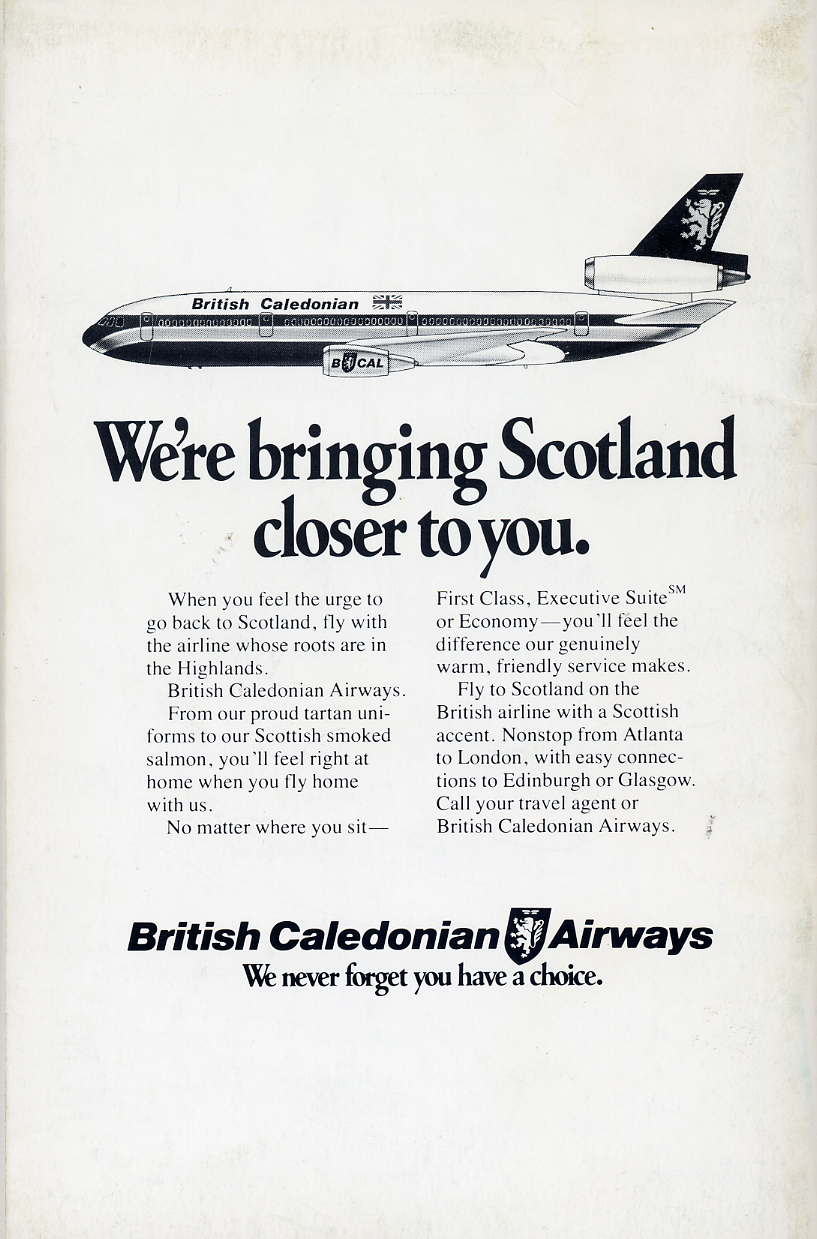 British Caledonian
B CAL
We're bringing Scotland
closer to you.
When you feel the urge to
go back to Scotland, fly with
the airline whose roots are in
the Highlands.
British Caledonian Airways.
From our proud tartan uni-
forms to our Scottish smoked
salmon, you'll feel right at
home when you fly home
with us.
No matter where you sit—
First Class, Executive Suite℠
or Economy—you'll feel the
difference our genuinely
warm, friendly service makes.
Fly to Scotland on the
British airline with a Scottish
accent. Nonstop from Atlanta
to London, with easy connec-
tions to Edinburgh or Glasgow.
Call your travel agent or
British Caledonian Airways.
British Caledonian Airways
We never forget you have a choice.